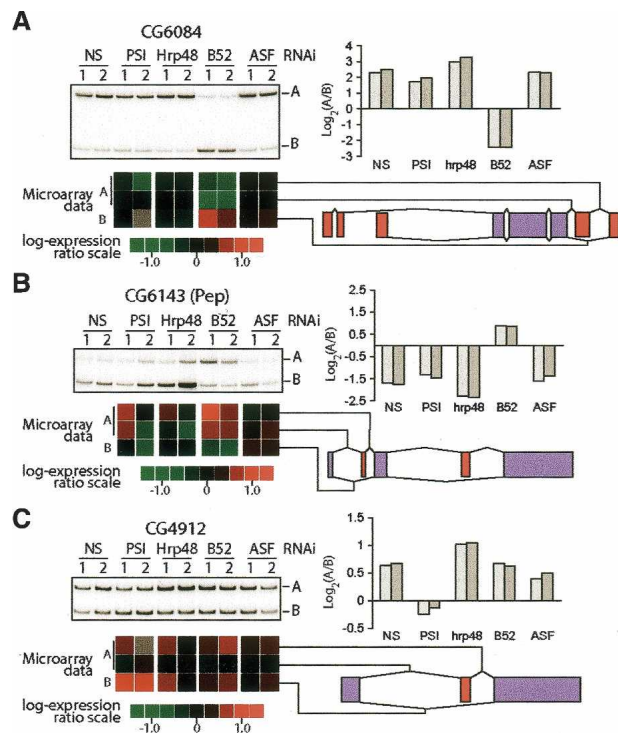 A
CG6084
NS PSI Hrp48 B52 ASF RNAi
1 2 1 2 1 2 1 2 1 2
A
B
Microarray data
A
B
log-expression ratio scale
-1.0 0 1.0
Log2(A/B)
4
3
2
1
0
-1
-2
-3
NS PSI hrp48 B52 ASF
B
CG6143 (Pep)
NS PSI Hrp48 B52 ASF RNAi
1 2 1 2 1 2 1 2 1 2
A
B
Microarray data
A
B
log-expression ratio scale
-1.0 0 1.0
Log2(A/B)
2.5
1.5
0.5
-0.5
-1.5
-2.5
NS PSI hrp48 B52 ASF
C
CG4912
NS PSI Hrp48 B52 ASF RNAi
1 2 1 2 1 2 1 2 1 2
A
B
Microarray data
A
B
log-expression ratio scale
-1.0 0 1.0
Log2(A/B)
1.5
1
0.5
0
0.5
NS PSI hrp48 B52 ASF